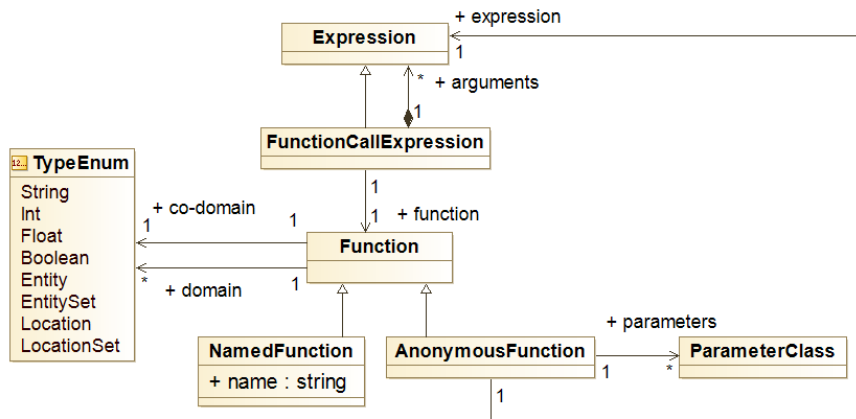 + expression
Expression
1
* + arguments
1
FunctionCallExpression
12... TypeEnum
String
Int
Float
Boolean
Entity
EntitySet
Location
LocationSet
1
+ co-domain
1
1
+ function
1
Function
*
+ domain
1
NamedFunction
+ name : string
AnonymousFunction
+ parameters
1
*
ParameterClass
1